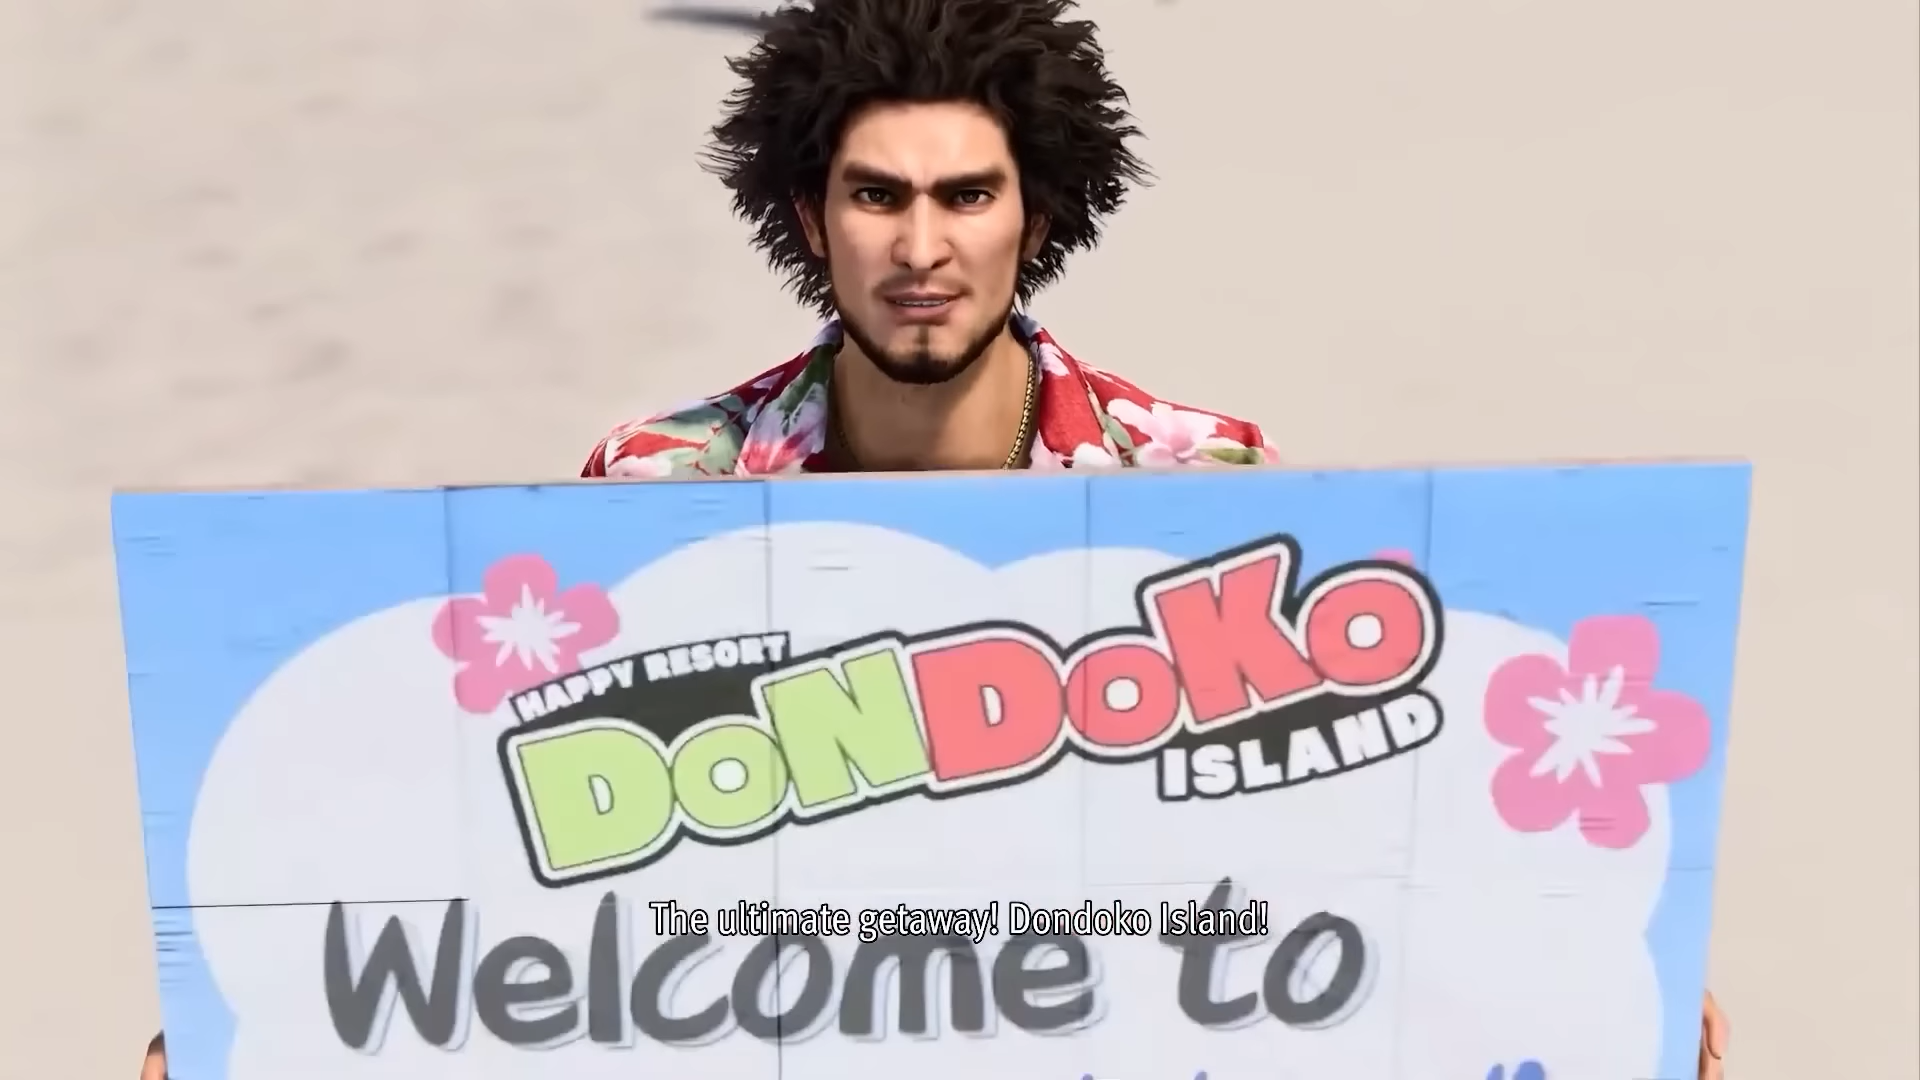 HAPPY RESORT
DONDOKO
ISLAND
The ultimate getaway! Dondoko Island!
Welcome to